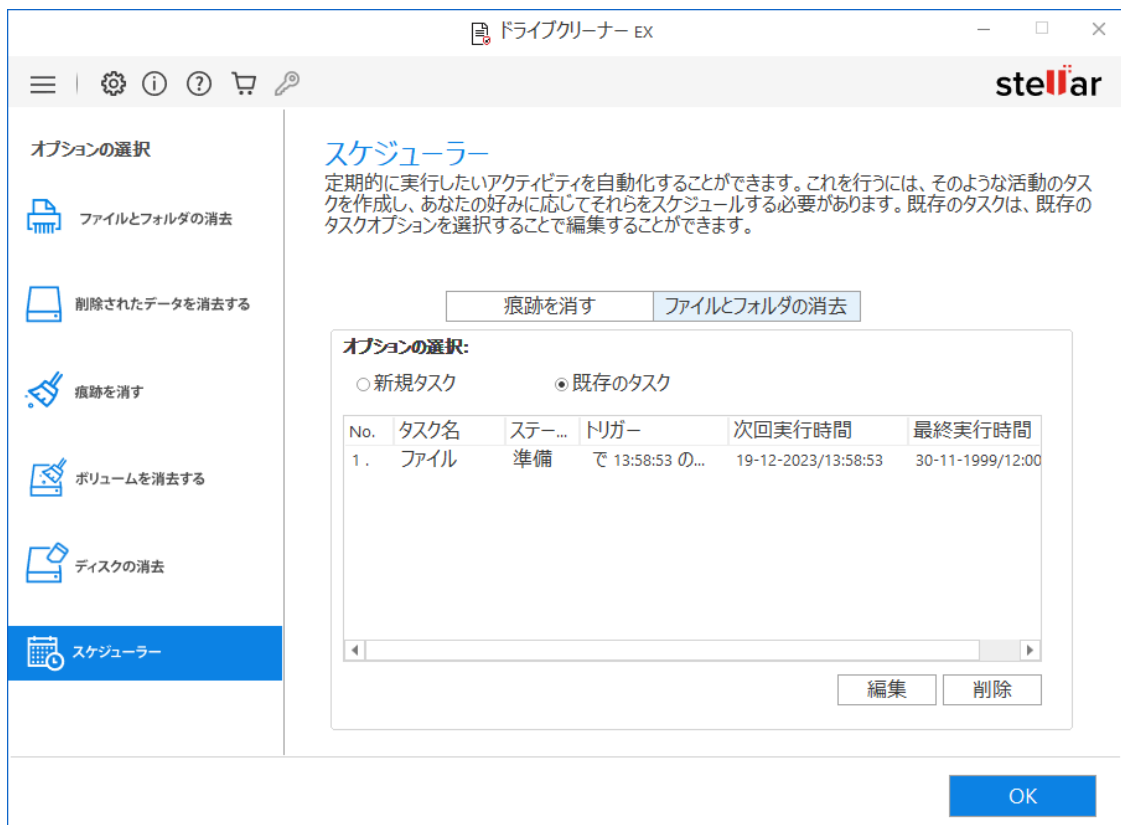 ドライブクリーナー EX
stellar
オプションの選択
ファイルとフォルダの消去
削除されたデータを消去する
痕跡を消す
ボリュームを消去する
ディスクの消去
スケジューラー
スケジューラー
定期的に実行したいアクティビティを自動化することができます。これを行うには、そのような活動のタス
クを作成し、あなたの好みに応じてそれらをスケジュールする必要があります。既存のタスクは、既存の
タスクオプションを選択することで編集することができます。
痕跡を消す ファイルとフォルダの消去
オプションの選択:
新規タスク 既存のタスク
No. タスク名 ステー... トリガー 次回実行時間 最終実行時間
1 . ファイル 準備 で 13:58:53 の... 19-12-2023/13:58:53 30-11-1999/12:00
編集 削除
OK